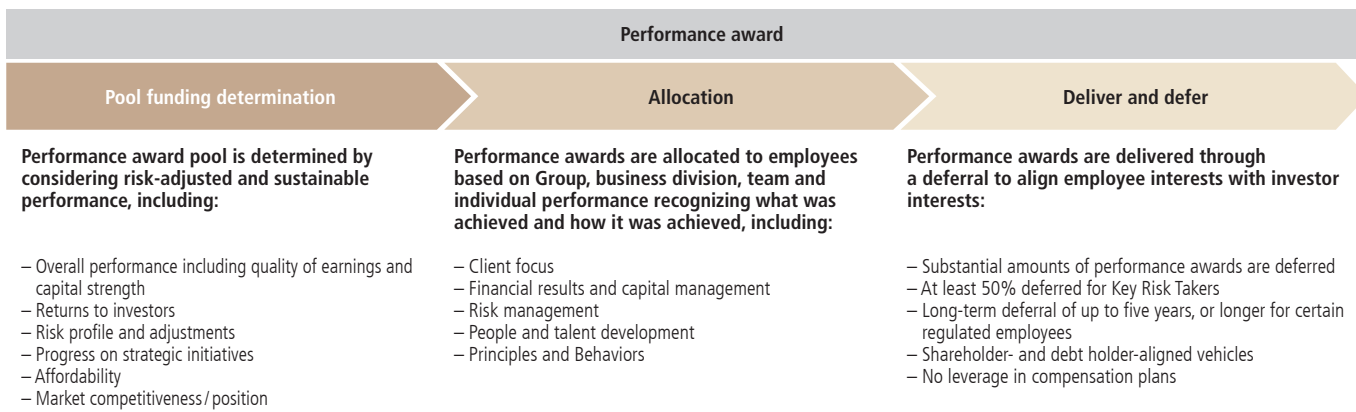 Performance award
Pool funding determination
Allocation
Deliver and defer
Performance award pool is determined by
considering risk-adjusted and sustainable
performance, including:
– Overall performance including quality of earnings and
capital strength
– Returns to investors
– Risk profile and adjustments
– Progress on strategic initiatives
– Affordability
– Market competitiveness / position
Performance awards are allocated to employees
based on Group, business division, team and
individual performance recognizing what was
achieved and how it was achieved, including:
– Client focus
– Financial results and capital management
– Risk management
– People and talent development
– Principles and Behaviors
Performance awards are delivered through
a deferral to align employee interests with investor
interests:
– Substantial amounts of performance awards are deferred
– At least 50% deferred for Key Risk Takers
– Long-term deferral of up to five years, or longer for certain
regulated employees
– Shareholder- and debt holder-aligned vehicles
– No leverage in compensation plans